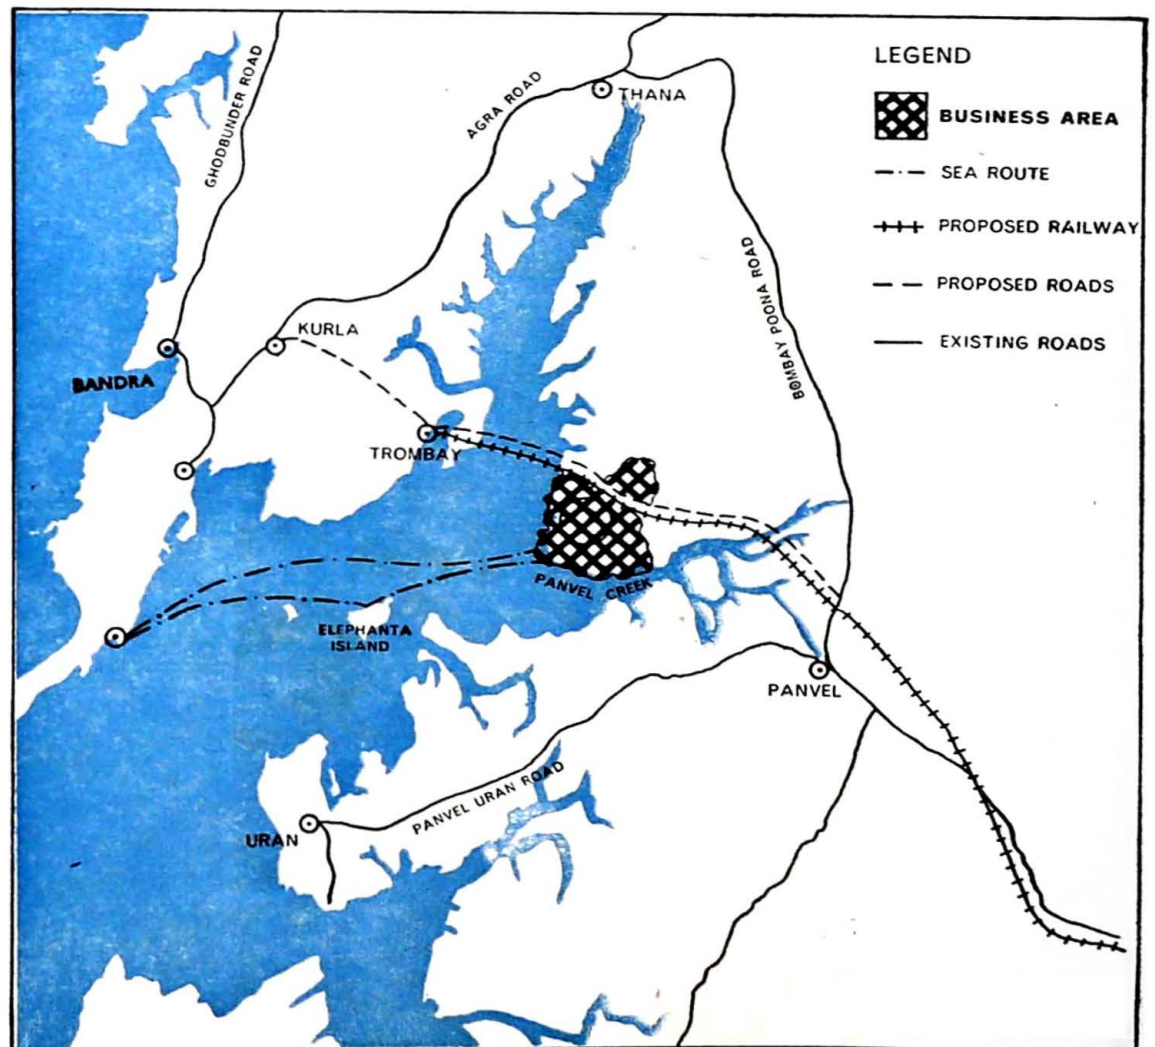 LEGEND
BUSINESS AREA
SEA ROUTE
PROPOSED RAILWAY
PROPOSED ROADS
EXISTING ROADS
GHODBUNDER ROAD
AGRA ROAD
THANA
BOMBAY POONA ROAD
KURLA
BANDRA
TROMBAY
PANVEL CREEK
ELEPHANTA
ISLAND
PANVEL
PANVEL URAN ROAD
URAN